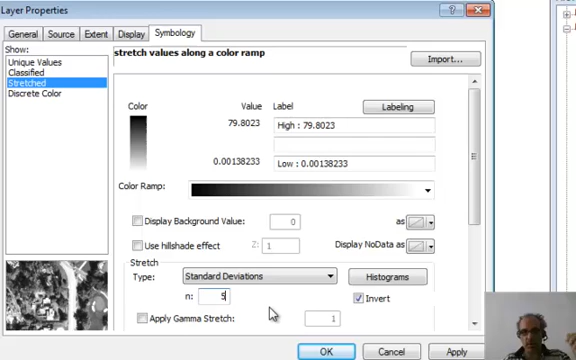 Layer Properties
General Source Extent Display Symbology
Show:
Unique Values
Classified
Stretched
Discrete Color
stretch values along a color ramp
Import...
Color Value Label
Labeling
79.8023 High : 79.8023
0.00138233 Low : 0.00138233
Color Ramp:
Display Background Value: 0 as
Use hillshade effect Z: 1 Display NoData as
Stretch
Type: Standard Deviations Histograms
n: 5 Invert
Apply Gamma Stretch: 1
OK Cancel Apply